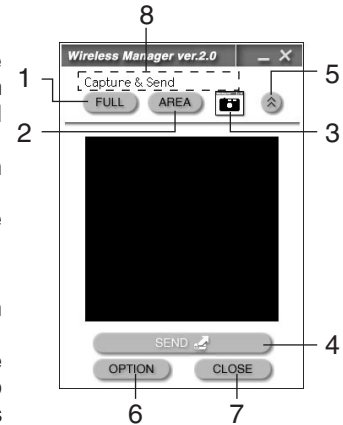 8
Wireless Manager ver.2.0
Capture & Send
1
5
FULL AREA
2
3
SEND
4
OPTION CLOSE
6
7